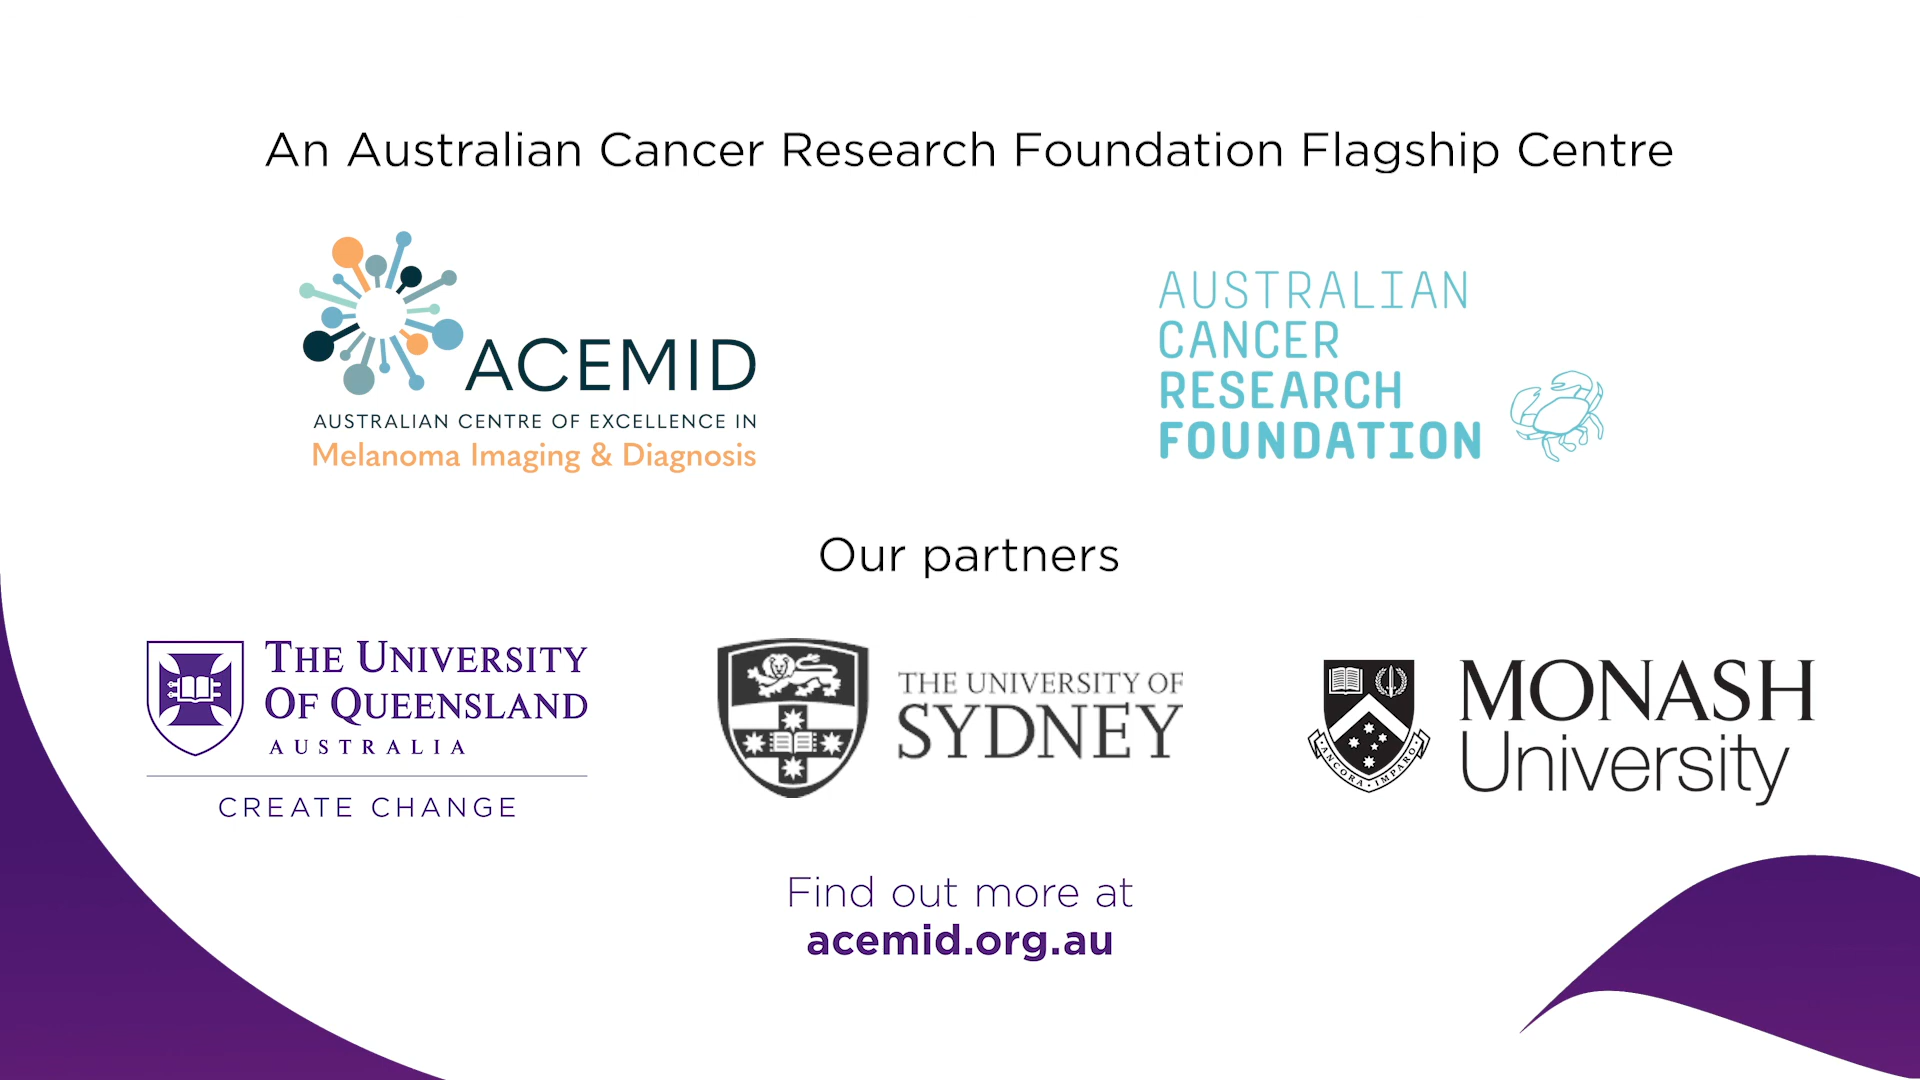 An Australian Cancer Research Foundation Flagship Centre
ACEMID
AUSTRALIAN CENTRE OF EXCELLENCE IN
Melanoma Imaging & Diagnosis
AUSTRALIAN
CANCER
RESEARCH
FOUNDATION
Our partners
THE UNIVERSITY
OF QUEENSLAND
AUSTRALIA
CREATE CHANGE
THE UNIVERSITY OF
SYDNEY
ANCORA · IMPARO
MONASH
University
Find out more at
acemid.org.au